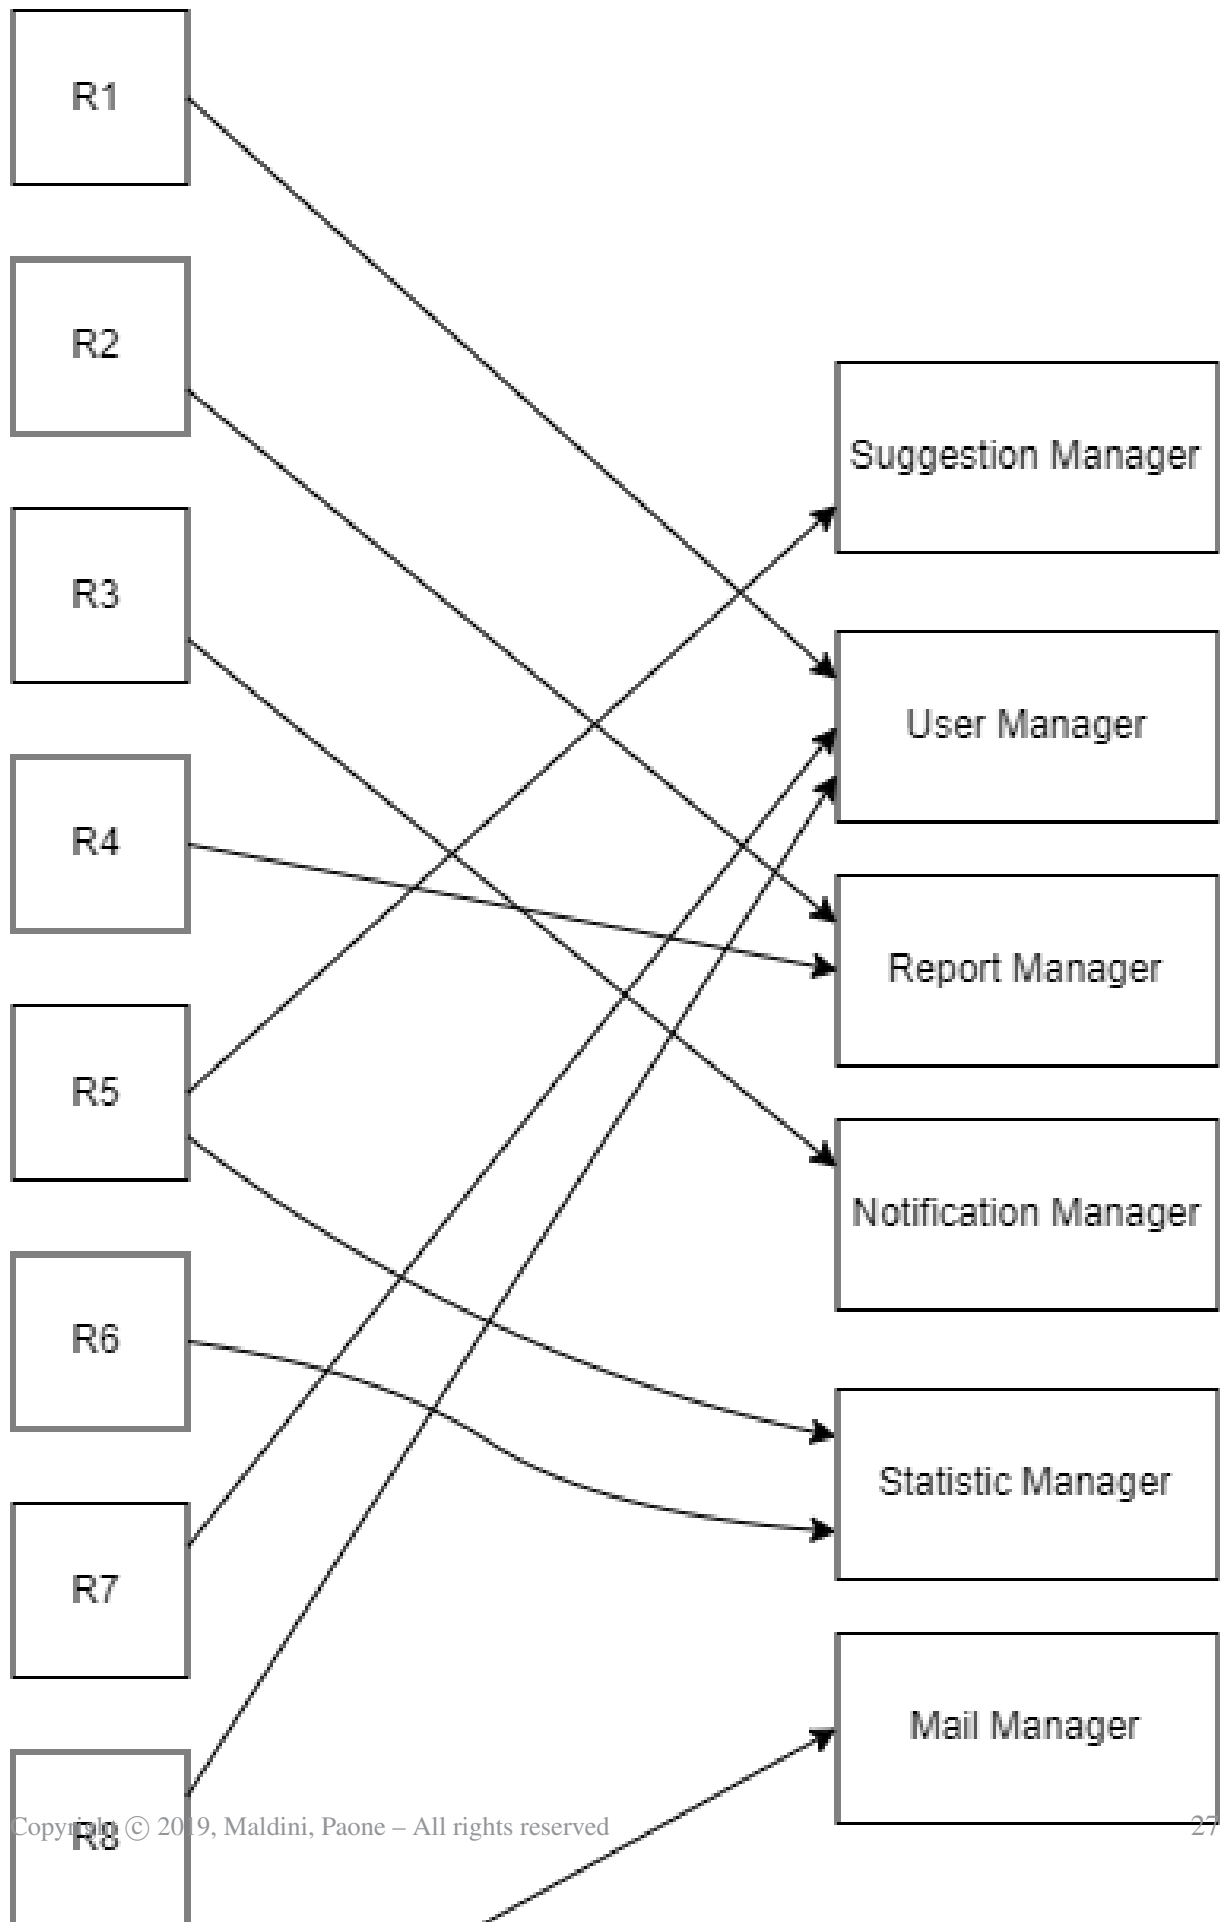 R1
R2
R3
R4
R5
R6
R7
R8
Suggestion Manager
User Manager
Report Manager
Notification Manager
Statistic Manager
Mail Manager
Copyright © 2019, Maldini, Paone – All rights reserved
27